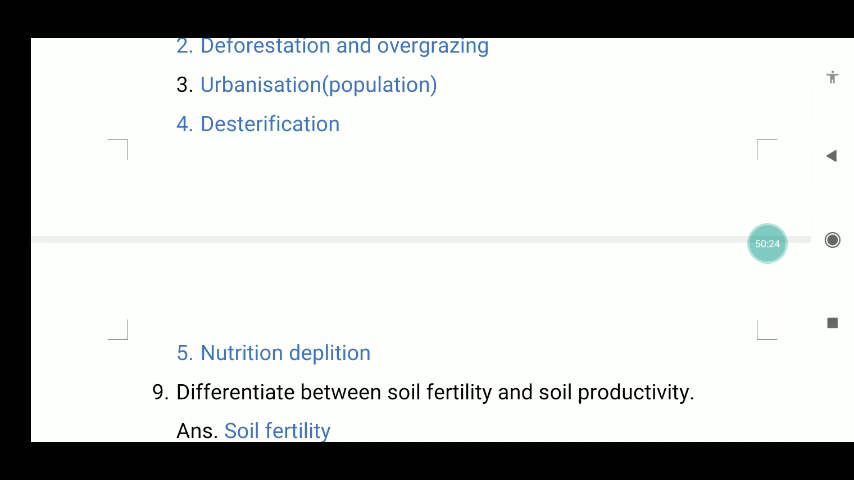 2. Deforestation and overgrazing
3. Urbanisation(population)
4. Desterification
50:24
5. Nutrition deplition
9. Differentiate between soil fertility and soil productivity.
Ans. Soil fertility